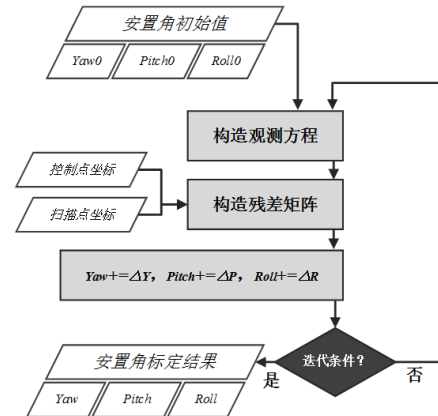 安置角初始值
Yaw0 Pitch0 Roll0
构造观测方程
控制点坐标
构造残差矩阵
扫描点坐标
Yaw+=ΔY, Pitch+=ΔP, Roll+=ΔR
迭代条件?
安置角标定结果
是
否
Yaw Pitch Roll